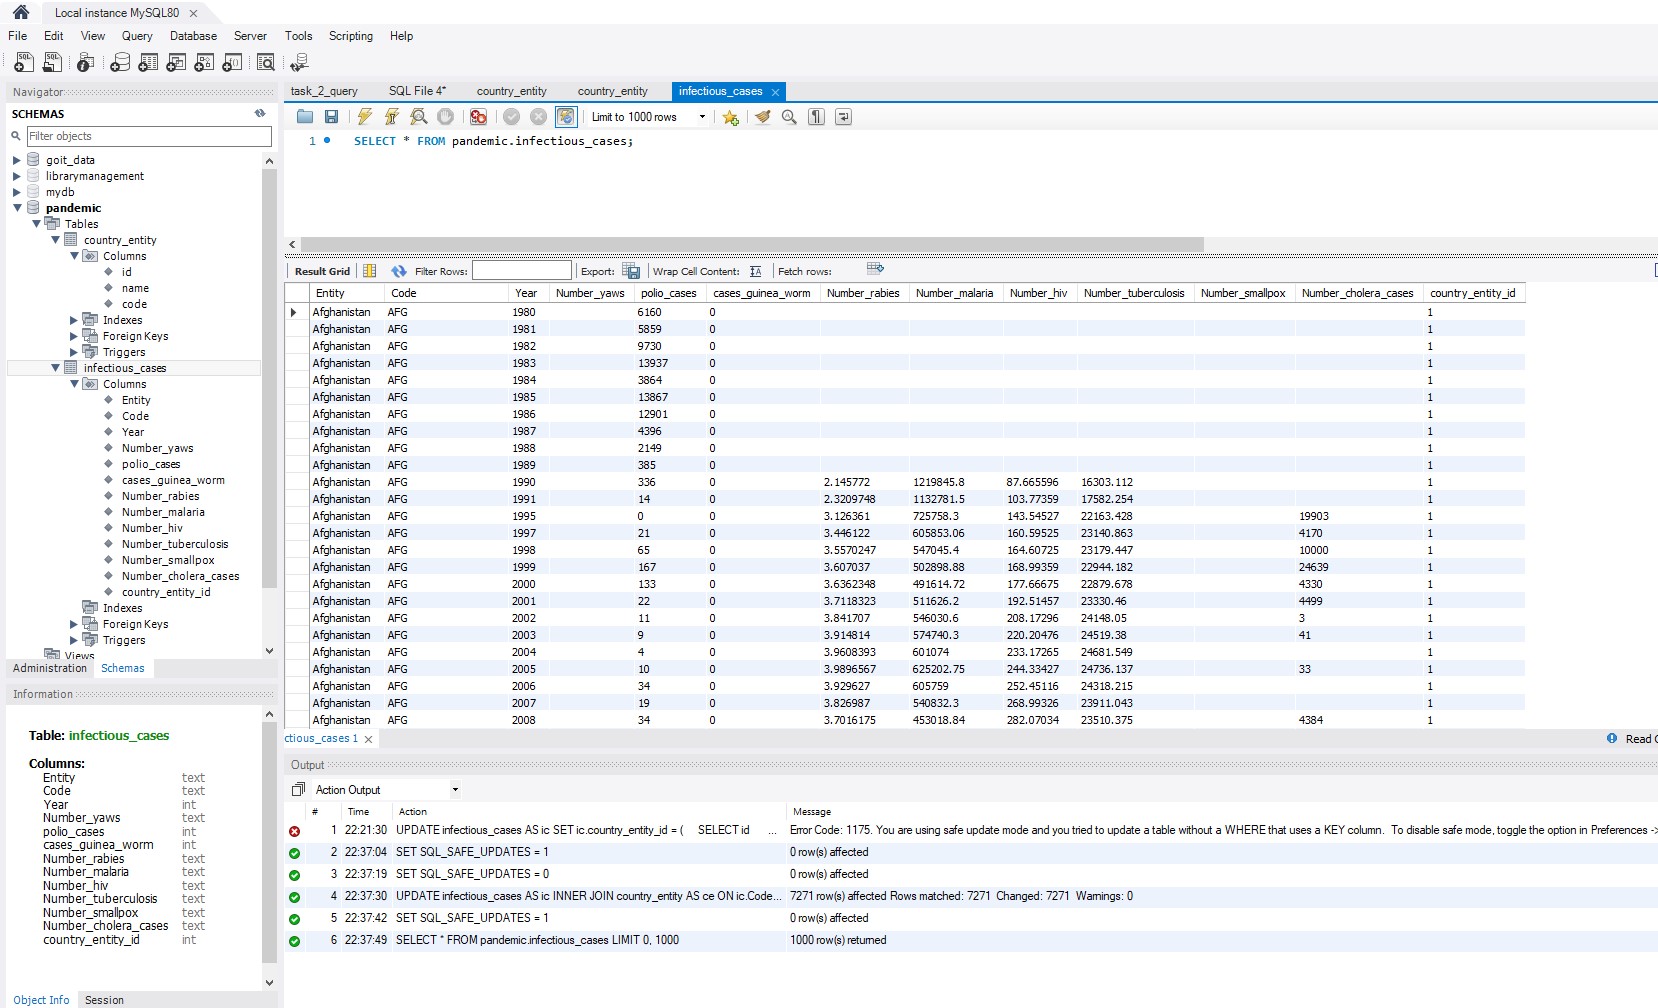 Local instance MySQL80
File Edit View Query Database Server Tools Scripting Help
Navigator
SCHEMAS
Filter objects
goit_data
librarymanagement
mydb
pandemic
Tables
country_entity
Columns
id
name
code
Indexes
Foreign Keys
Triggers
infectious_cases
Columns
Entity
Code
Year
Number_yaws
polio_cases
cases_guinea_worm
Number_rabies
Number_malaria
Number_hiv
Number_tuberculosis
Number_smallpox
Number_cholera_cases
country_entity_id
Indexes
Foreign Keys
Triggers
Views
Administration Schemas
Information
Table: infectious_cases
Columns:
Entity text
Code text
Year int
Number_yaws text
polio_cases int
cases_guinea_worm int
Number_rabies text
Number_malaria text
Number_hiv text
Number_tuberculosis text
Number_smallpox text
Number_cholera_cases text
country_entity_id int
Object Info Session
task_2_query SQL File 4* country_entity country_entity infectious_cases
Limit to 1000 rows
1 SELECT * FROM pandemic.infectious_cases;
Result Grid Filter Rows: Export: Wrap Cell Content: Fetch rows:
Entity Code Year Number_yaws polio_cases cases_guinea_worm Number_rabies Number_malaria Number_hiv Number_tuberculosis Number_smallpox Number_cholera_cases country_entity_id
Afghanistan AFG 1980 6160 0 1
Afghanistan AFG 1981 5859 0 1
Afghanistan AFG 1982 9730 0 1
Afghanistan AFG 1983 13937 0 1
Afghanistan AFG 1984 3864 0 1
Afghanistan AFG 1985 13867 0 1
Afghanistan AFG 1986 12901 0 1
Afghanistan AFG 1987 4396 0 1
Afghanistan AFG 1988 2149 0 1
Afghanistan AFG 1989 385 0 1
Afghanistan AFG 1990 336 0 2.145772 1219845.8 87.665596 16303.112 1
Afghanistan AFG 1991 14 0 2.3209748 1132781.5 103.77359 17582.254 1
Afghanistan AFG 1995 0 0 3.126361 725758.3 143.54527 22163.428 19903 1
Afghanistan AFG 1997 21 0 3.446122 605853.06 160.59525 23140.863 4170 1
Afghanistan AFG 1998 65 0 3.5570247 547045.4 164.60725 23179.447 10000 1
Afghanistan AFG 1999 167 0 3.607037 502898.88 168.99359 22944.182 24639 1
Afghanistan AFG 2000 133 0 3.6362348 491614.72 177.66675 22879.678 4330 1
Afghanistan AFG 2001 22 0 3.7118323 511626.2 192.51457 23330.46 4499 1
Afghanistan AFG 2002 11 0 3.841707 546030.6 208.17296 24148.05 3 1
Afghanistan AFG 2003 9 0 3.914814 574740.3 220.20476 24519.38 41 1
Afghanistan AFG 2004 4 0 3.9608393 601074 233.17265 24681.549 1
Afghanistan AFG 2005 10 0 3.9896567 625202.75 244.33427 24736.137 33 1
Afghanistan AFG 2006 34 0 3.929627 605759 252.45116 24318.215 1
Afghanistan AFG 2007 19 0 3.826987 540832.3 268.99326 23911.043 1
Afghanistan AFG 2008 34 0 3.7016175 453018.84 282.07034 23510.375 4384 1
ctious_cases 1 Read
Output
Action Output
# Time Action Message
1 22:21:30 UPDATE infectious_cases AS ic SET ic.country_entity_id = ( SELECT id ... Error Code: 1175. You are using safe update mode and you tried to update a table without a WHERE that uses a KEY column. To disable safe mode, toggle the option in Preferences ->
2 22:37:04 SET SQL_SAFE_UPDATES = 1 0 row(s) affected
3 22:37:19 SET SQL_SAFE_UPDATES = 0 0 row(s) affected
4 22:37:30 UPDATE infectious_cases AS ic INNER JOIN country_entity AS ce ON ic.Code... 7271 row(s) affected Rows matched: 7271 Changed: 7271 Warnings: 0
5 22:37:42 SET SQL_SAFE_UPDATES = 1 0 row(s) affected
6 22:37:49 SELECT * FROM pandemic.infectious_cases LIMIT 0, 1000 1000 row(s) returned